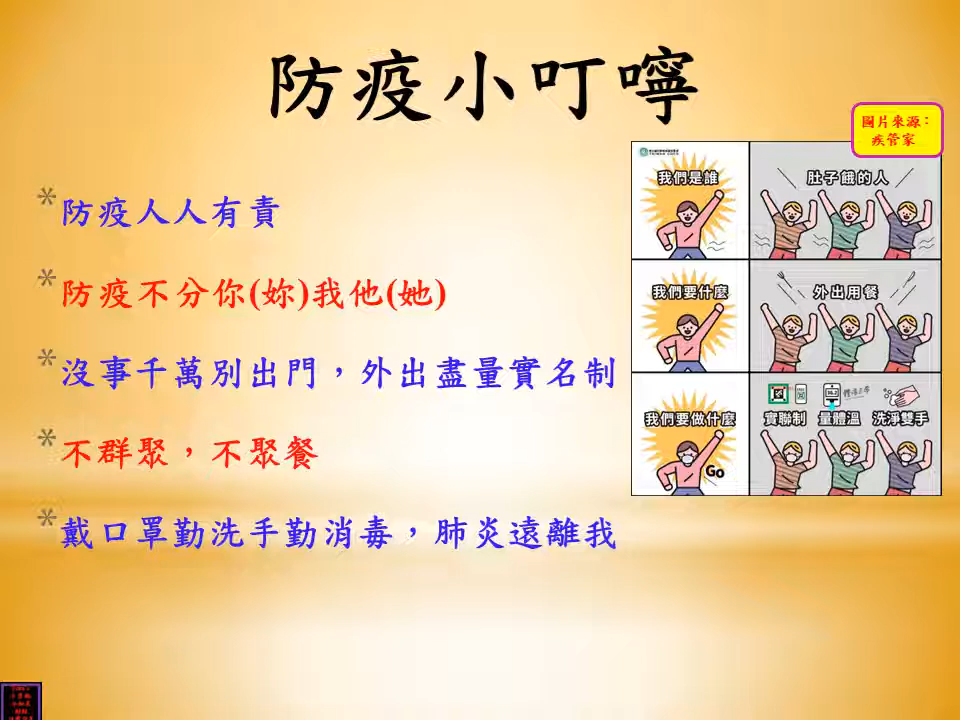 防疫小叮嚀
圖片來源：
疾管家
*防疫人人有責
*防疫不分你(妳)我他(她)
*沒事千萬別出門，外出盡量實名制
*不群聚，不聚餐
*戴口罩勤洗手勤消毒，肺炎遠離我
我們是誰
肚子餓的人
我們要什麼
外出用餐
我們要做什麼
Go
實聯制
量體溫
洗淨雙手